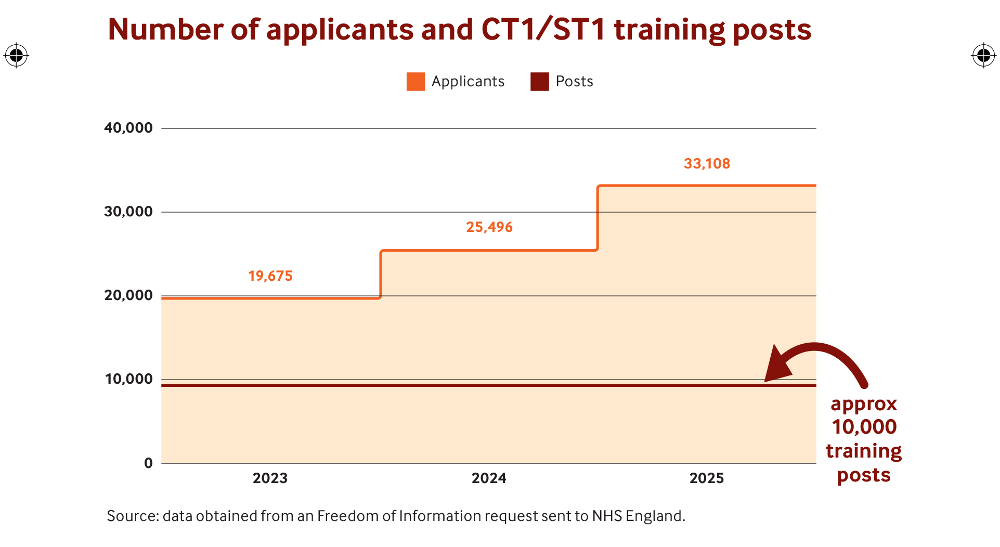 Number of applicants and CT1/ST1 training posts
Applicants Posts
40,000
33,108
30,000
25,496
19,675
20,000
10,000
approx
10,000
training
posts
0
2023 2024 2025
Source: data obtained from an Freedom of Information request sent to NHS England.